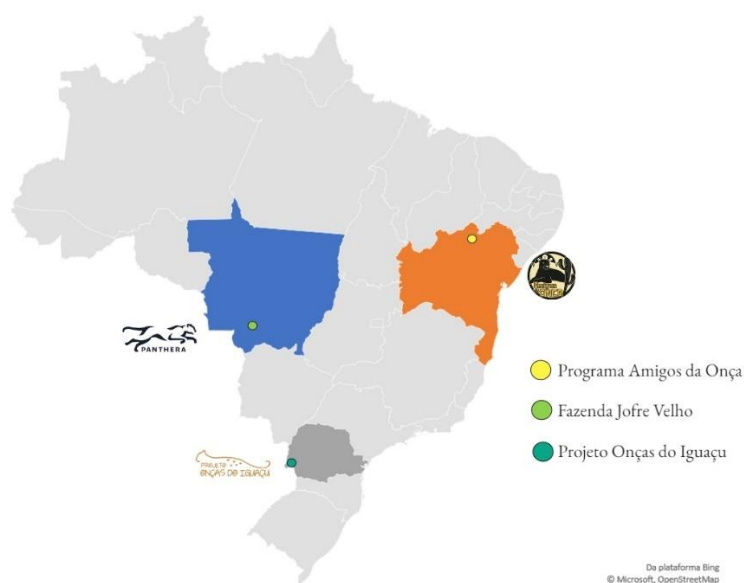 PANTHERA
Programa Amigos da Onça
Fazenda Jofre Velho
PROJETO
ONÇAS DO IGUAÇU
Projeto Onças do Iguaçu
Da plataforma Bing
© Microsoft, OpenStreetMap